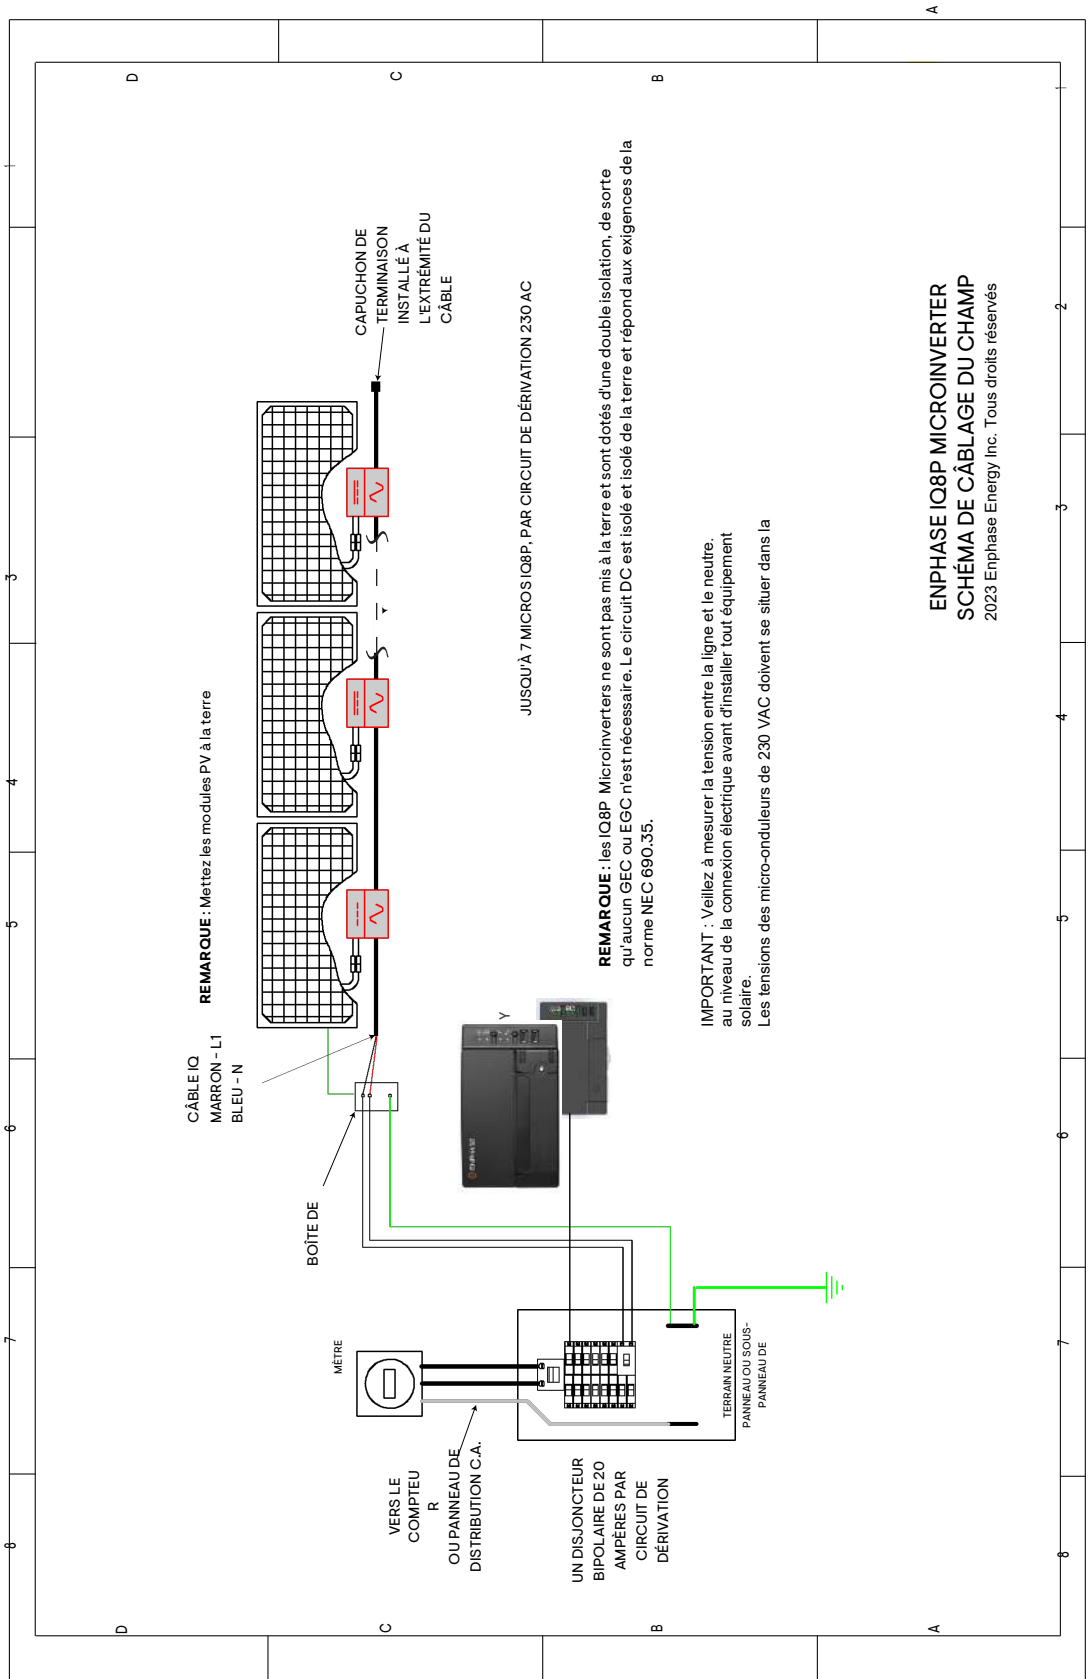 8
7
6
5
4
3
1
D
C
B
A
D
C
B
A
8
7
6
5
4
3
2
1
REMARQUE : Mettez les modules PV à la terre
CÂBLE IQ
MARRON - L1
BLEU - N
CAPUCHON DE
TERMINAISON
INSTALLÉ À
L'EXTRÉMITÉ DU
CÂBLE
BOÎTE DE
MÈTRE
VERS LE
COMPTEU
R
OU PANNEAU DE
DISTRIBUTION C.A.
ENPHASE
Y
JUSQU'À 7 MICROS IQ8P, PAR CIRCUIT DE DÉRIVATION 230 AC
UN DISJONCTEUR
BIPOLAIRE DE 20
AMPÈRES PAR
CIRCUIT DE
DÉRIVATION
TERRAIN NEUTRE
PANNEAU OU SOUS-
PANNEAU DE
REMARQUE : les IQ8P Microinverters ne sont pas mis à la terre et sont dotés d'une double isolation, de sorte
qu'aucun GEC ou EGC n'est nécessaire. Le circuit DC est isolé et isolé de la terre et répond aux exigences de la
norme NEC 690.35.
IMPORTANT : Veillez à mesurer la tension entre la ligne et le neutre.
au niveau de la connexion électrique avant d'installer tout équipement
solaire.
Les tensions des micro-onduleurs de 230 VAC doivent se situer dans la
ENPHASE IQ8P MICROINVERTER
SCHÉMA DE CÂBLAGE DU CHAMP
2023 Enphase Energy Inc. Tous droits réservés